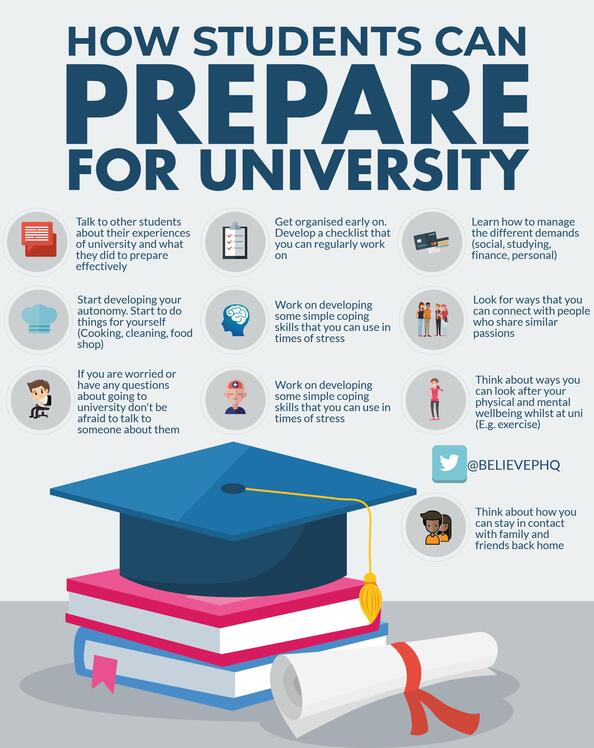 HOW STUDENTS CAN
PREPARE
FOR UNIVERSITY
Talk to other students
about their experiences
of university and what
they did to prepare
effectively
Get organised early on.
Develop a checklist that
you can regularly work
on
Learn how to manage
the different demands
(social, studying,
finance, personal)
Start developing your
autonomy. Start to do
things for yourself
(Cooking, cleaning, food
shop)
Work on developing
some simple coping
skills that you can use in
times of stress
Look for ways that you
can connect with people
who share similar
passions
If you are worried or
have any questions
about going to
university don't be
afraid to talk to
someone about them
Work on developing
some simple coping
skills that you can use in
times of stress
Think about ways you
can look after your
physical and mental
wellbeing whilst at uni
(E.g. exercise)
@BELIEVEPHQ
Think about how you
can stay in contact
with family and
friends back home